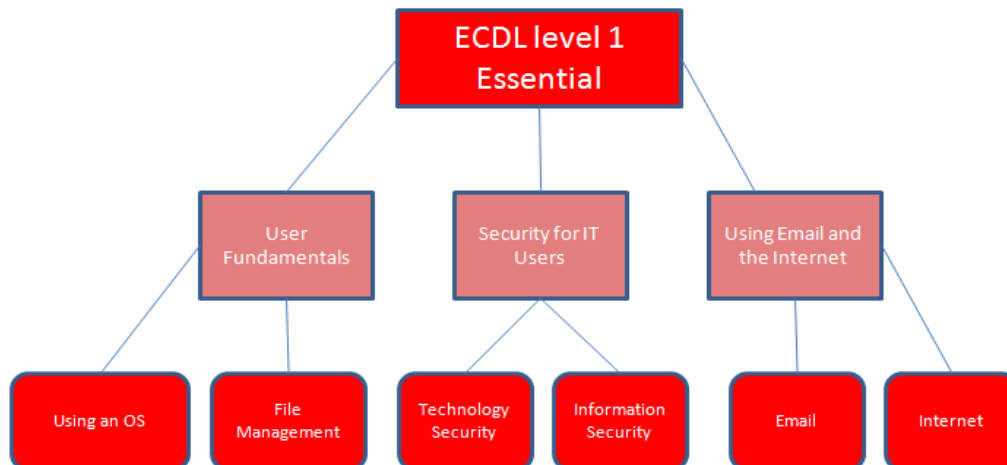 ECDL level 1
Essential
User
Fundamentals
Security for IT
Users
Using Email and
the Internet
Using an OS
File
Management
Technology
Security
Information
Security
Email
Internet